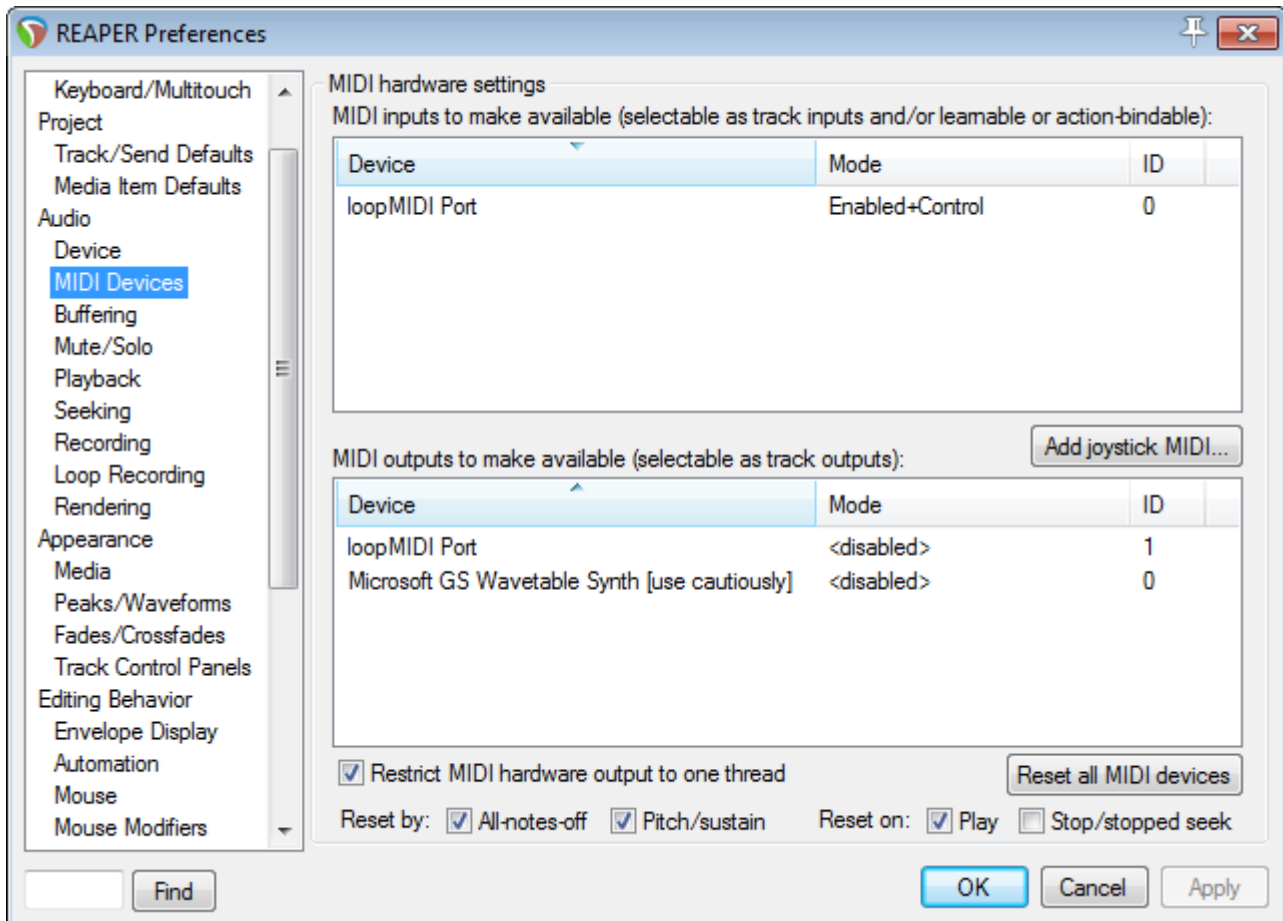 REAPER Preferences
Keyboard/Multitouch
Project
Track/Send Defaults
Media Item Defaults
Audio
Device
MIDI Devices
Buffering
Mute/Solo
Playback
Seeking
Recording
Loop Recording
Rendering
Appearance
Media
Peaks/Waveforms
Fades/Crossfades
Track Control Panels
Editing Behavior
Envelope Display
Automation
Mouse
Mouse Modifiers
Find
MIDI hardware settings
MIDI inputs to make available (selectable as track inputs and/or learnable or action-bindable):
Device Mode ID
loopMIDI Port Enabled+Control 0
Add joystick MIDI...
MIDI outputs to make available (selectable as track outputs):
Device Mode ID
loopMIDI Port <disabled> 1
Microsoft GS Wavetable Synth [use cautiously] <disabled> 0
Restrict MIDI hardware output to one thread
Reset all MIDI devices
Reset by: All-notes-off Pitch/sustain Reset on: Play Stop/stopped seek
OK Cancel Apply